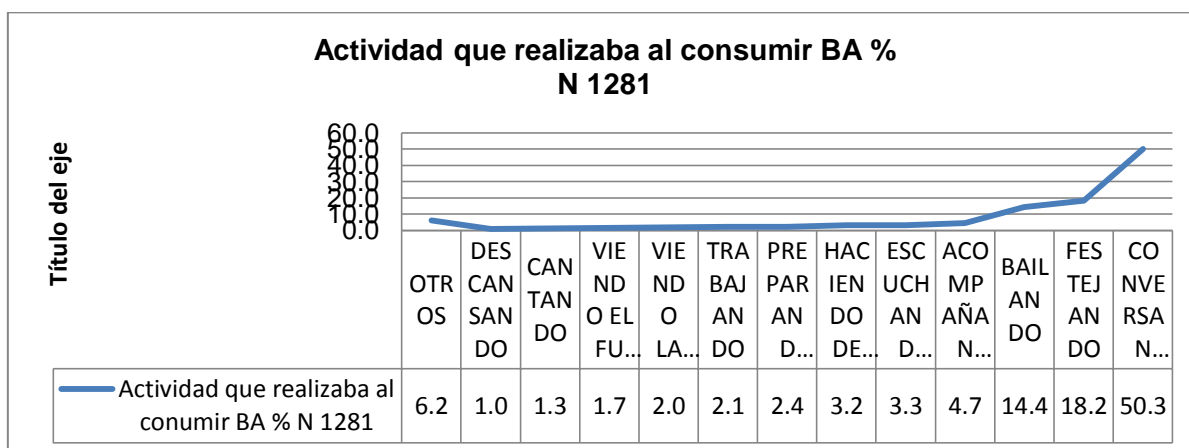 Actividad que realizaba al consumir BA %
N 1281
Título del eje
60.0
50.0
40.0
30.0
20.0
10.0
0.0
OTR
OS
DES
CAN
SAN
DO
CAN
TAN
DO
VIE
ND
O EL
FU...
VIE
ND
O
LA...
TRA
BAJ
AN
DO
PRE
PAR
AN
D...
HAC
IEN
DO
DE...
ESC
UCH
AN
D...
ACO
MP
AÑA
N...
BAIL
AN
DO
FES
TEJ
AN
DO
CO
NVE
RSA
N...
Actividad que realizaba al
conumir BA % N 1281
6.2 1.0 1.3 1.7 2.0 2.1 2.4 3.2 3.3 4.7 14.4 18.2 50.3